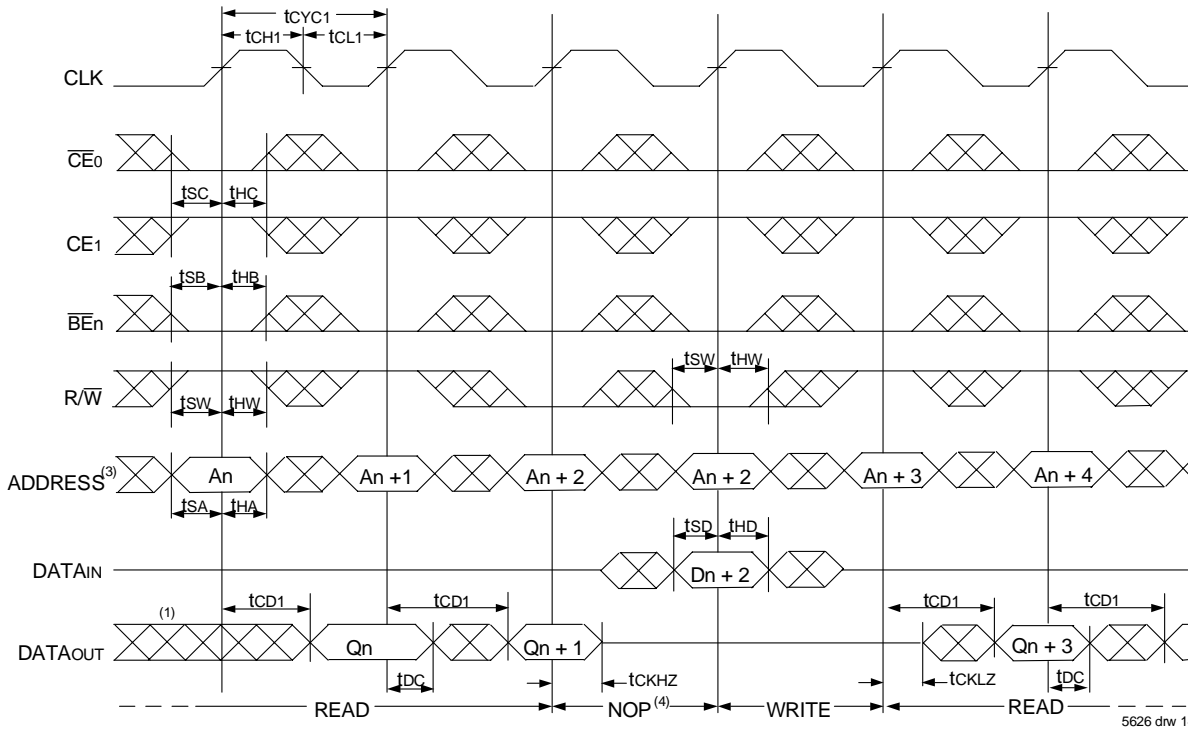 tCYC1
tCH1 tCL1
CLK
CE0
tSC tHC
CE1
tSB tHB
BEn
tSW tHW
R/W
tSW tHW
ADDRESS(3) An An +1 An + 2 An + 2 An + 3 An + 4
tSA tHA
tSD tHD
DATAIN Dn + 2
tCD1 tCD1 tCD1 tCD1
(1)
DATAOUT Qn Qn + 1 Qn + 3
tDC tCKHZ tCKLZ tDC
READ NOP(4) WRITE READ
5626 drw 1